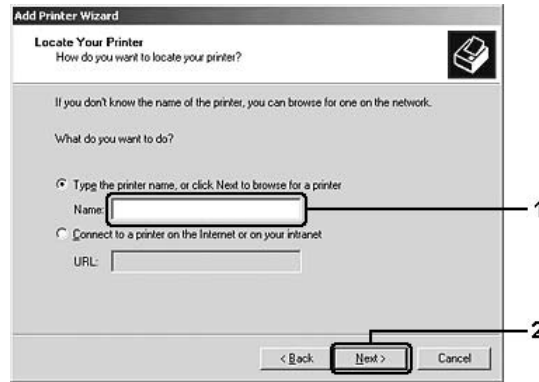 Add Printer Wizard
Locate Your Printer
How do you want to locate your printer?
If you don't know the name of the printer, you can browse for one on the network.
What do you want to do?
Type the printer name, or click Next to browse for a printer
Name:
1
Connect to a printer on the Internet or on your intranet
URL:
2
< Back Next > Cancel